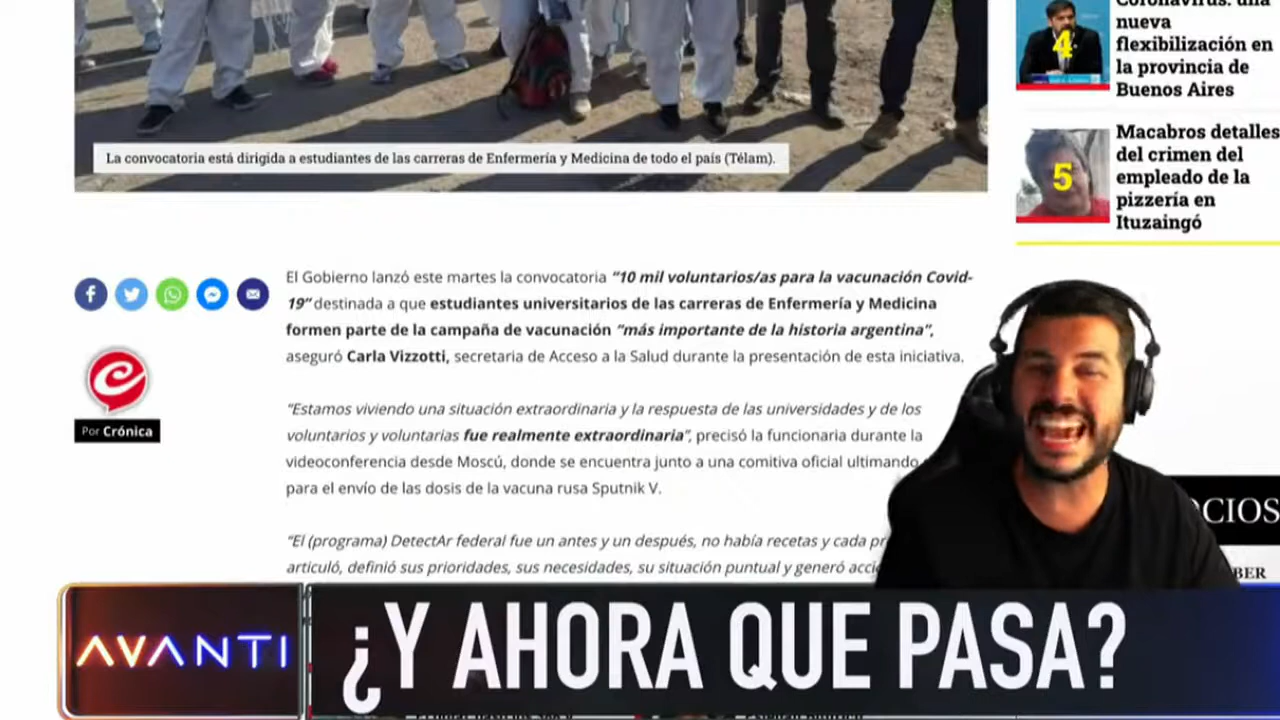 La convocatoria está dirigida a estudiantes de las carreras de Enfermería y Medicina de todo el país (Télam).
Coronavirus: una
nueva
flexibilización en
la provincia de
Buenos Aires
4
Macabros detalles
del crimen del
empleado de la
pizzería en
Ituzaingó
5
El Gobierno lanzó este martes la convocatoria “10 mil voluntarios/as para la vacunación Covid-
19” destinada a que estudiantes universitarios de las carreras de Enfermería y Medicina
formen parte de la campaña de vacunación “más importante de la historia argentina”,
aseguró Carla Vizzotti, secretaria de Acceso a la Salud durante la presentación de esta iniciativa.
Por Crónica
“Estamos viviendo una situación extraordinaria y la respuesta de las universidades y de los
voluntarios y voluntarias fue realmente extraordinaria”, precisó la funcionaria durante la
videoconferencia desde Moscú, donde se encuentra junto a una comitiva oficial ultimando
para el envío de las dosis de la vacuna rusa Sputnik V.
“El (programa) DetectAr federal fue un antes y un después, no había recetas y cada pr
articuló, definió sus prioridades, sus necesidades, su situación puntual y generó acci
OCIOS
BER
AVANTI
¿Y AHORA QUE PASA?